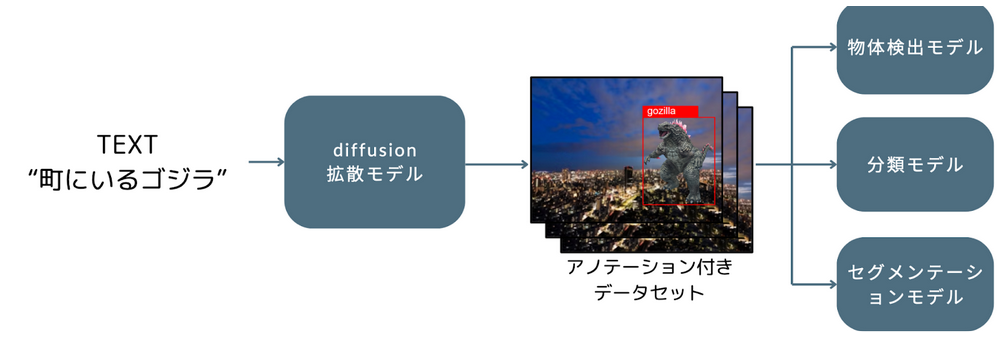 TEXT
“町にいるゴジラ”
diffusion
拡散モデル
gozilla
アノテーション付き
データセット
物体検出モデル
分類モデル
セグメンテーシ
ョンモデル